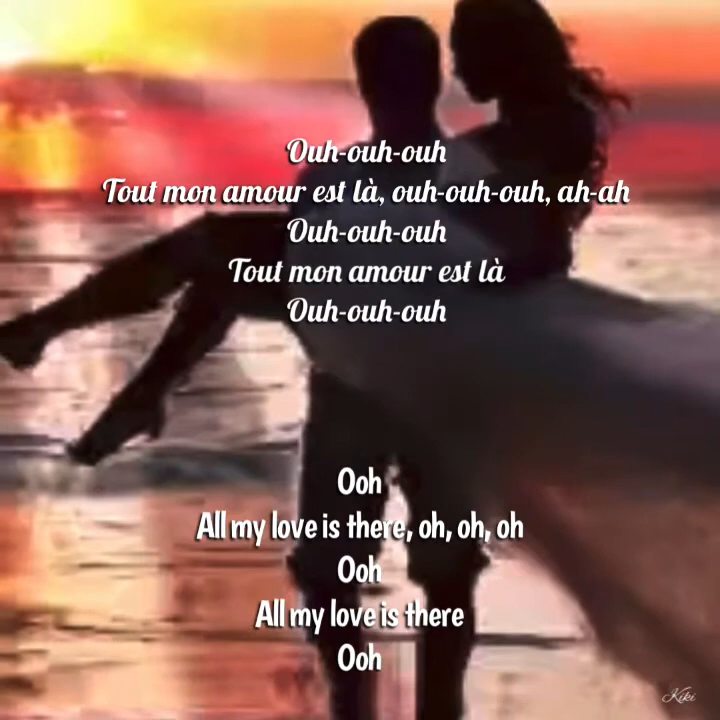 Ouh-ouh-ouh
Tout mon amour est là, ouh-ouh-ouh, ah-ah
Ouh-ouh-ouh
Tout mon amour est là
Ouh-ouh-ouh
Ooh
All my love is there, oh, oh, oh
Ooh
All my love is there
Ooh
Kiki